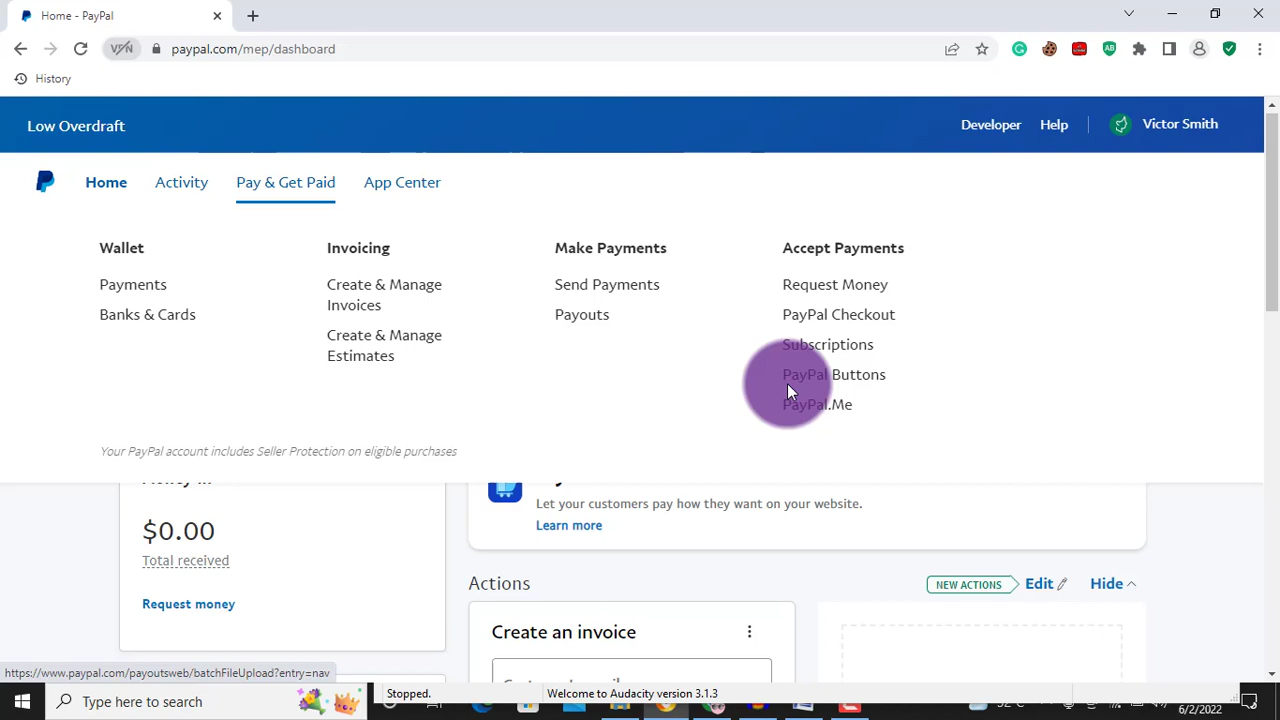 Home - PayPal
VPN
paypal.com/mep/dashboard
History
Low Overdraft
Developer
Help
Victor Smith
Home
Activity
Pay & Get Paid
App Center
Wallet
Payments
Banks & Cards
Invoicing
Create & Manage
Invoices
Create & Manage
Estimates
Make Payments
Send Payments
Payouts
Accept Payments
Request Money
PayPal Checkout
Subscriptions
PayPal Buttons
PayPal.Me
Your PayPal account includes Seller Protection on eligible purchases
$0.00
Total received
Request money
Let your customers pay how they want on your website.
Learn more
Actions
NEW ACTIONS
Edit
Hide
Create an invoice
https://www.paypal.com/payoutsweb/batchFileUpload?entry=nav
Type here to search
Stopped.
Welcome to Audacity version 3.1.3
6/2/2022